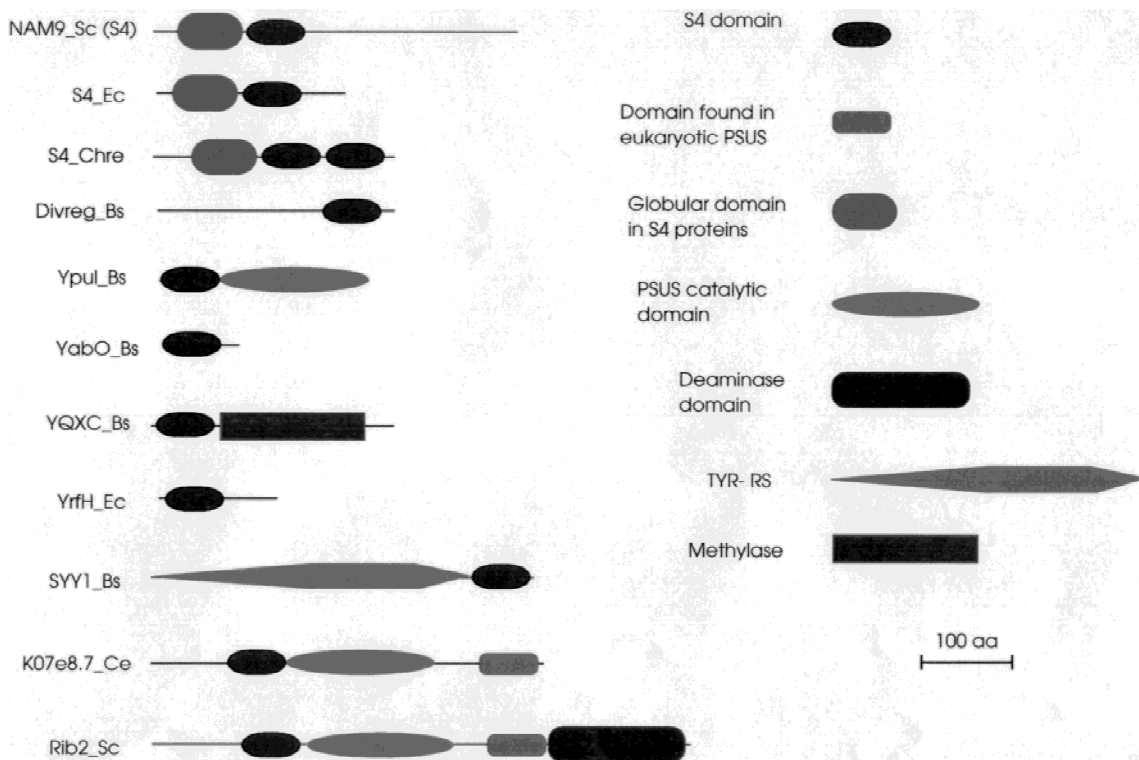 NAM9_Sc (S4)
S4_Ec
S4_Chre
Divreg_Bs
YpuI_Bs
YabO_Bs
YQXC_Bs
YrfH_Ec
SYY1_Bs
K07e8.7_Ce
Rib2_Sc
S4 domain
Domain found in
eukaryotic PSUS
Globular domain
in S4 proteins
PSUS catalytic
domain
Deaminase
domain
TYR- RS
Methylase
100 aa